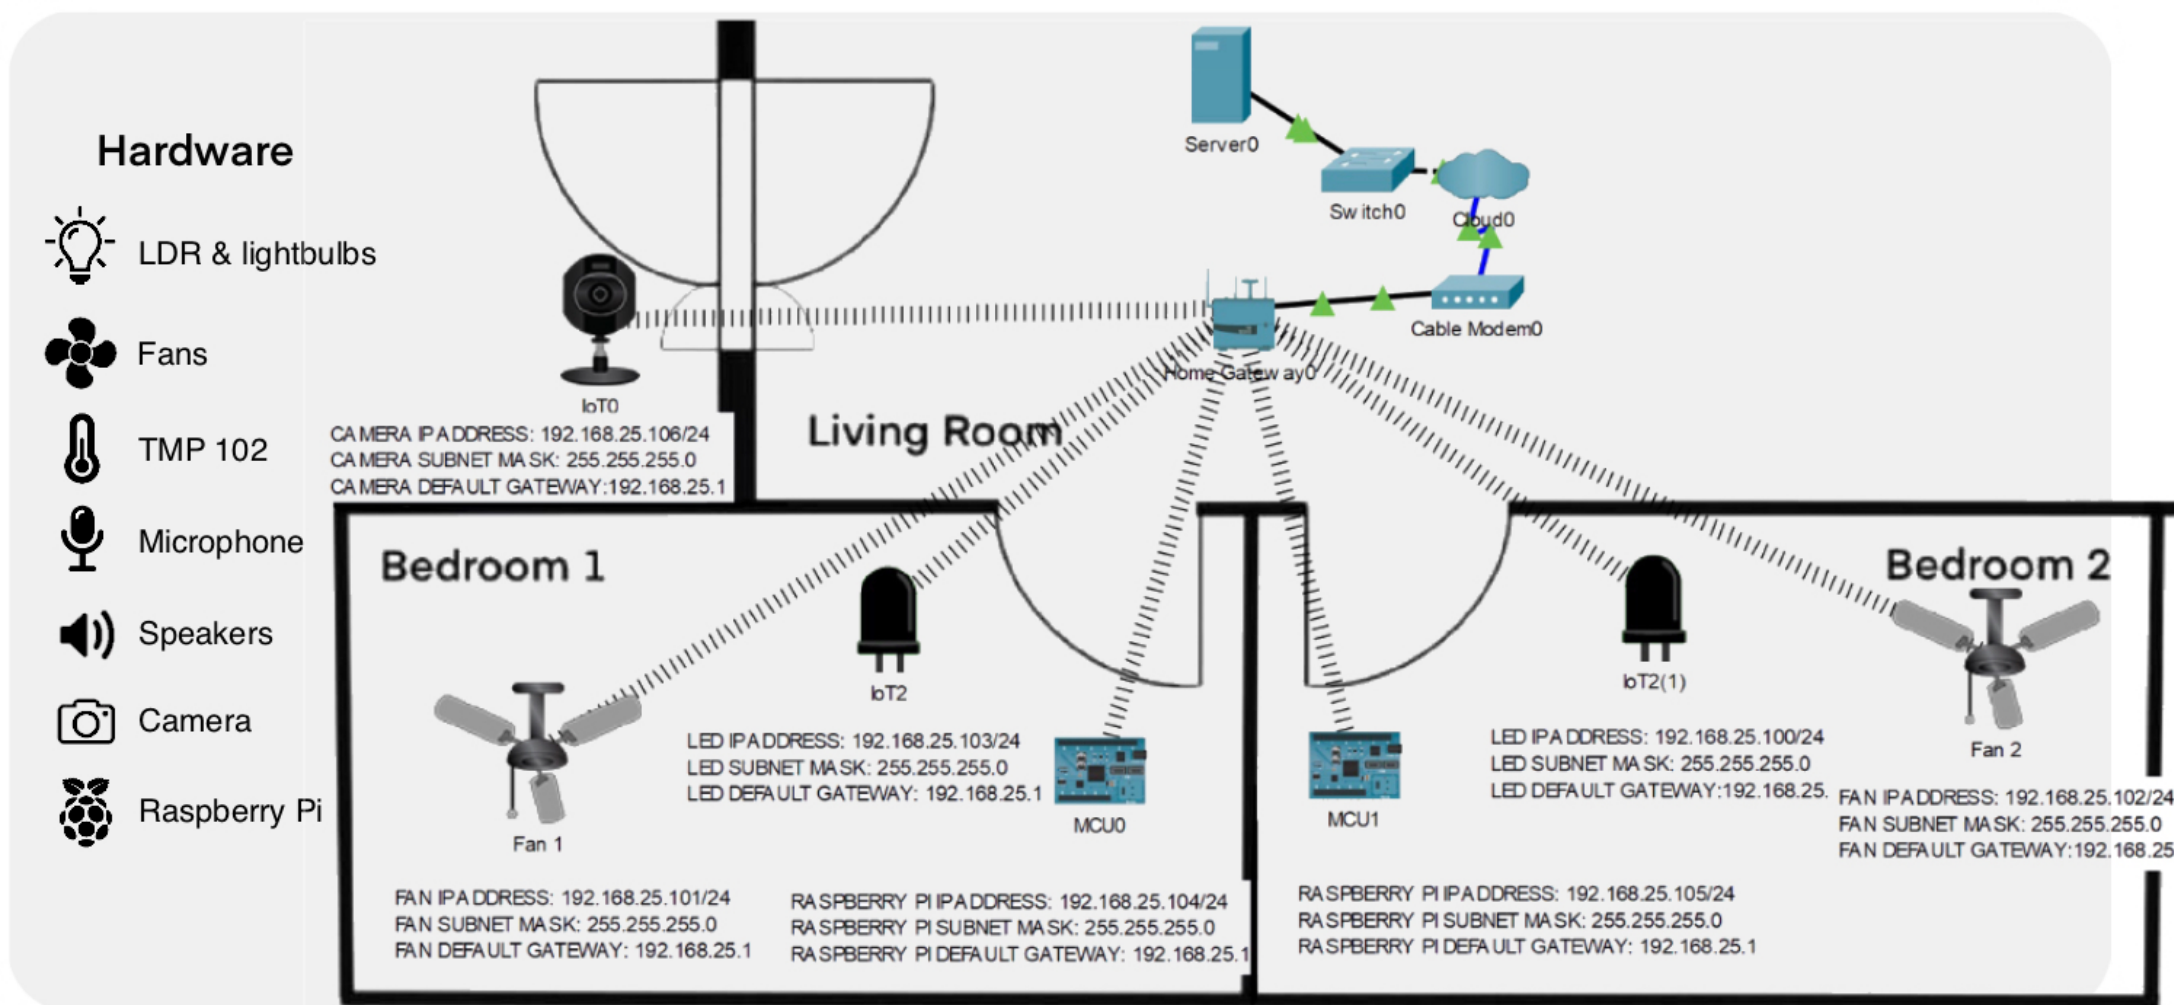 Hardware
LDR & lightbulbs
Fans
TMP 102
Microphone
Speakers
Camera
Raspberry Pi
Server0
Switch0
Cloud0
Cable Modem0
Home Gateway0
IoT0
CAMERA IP ADDRESS: 192.168.25.106/24
CAMERA SUBNET MASK: 255.255.255.0
CAMERA DEFAULT GATEWAY:192.168.25.1
Living Room
Bedroom 1
IoT2
LED IP ADDRESS: 192.168.25.103/24
LED SUBNET MASK: 255.255.255.0
LED DEFAULT GATEWAY: 192.168.25.1
Fan 1
MCU0
FAN IP ADDRESS: 192.168.25.101/24
FAN SUBNET MASK: 255.255.255.0
FAN DEFAULT GATEWAY: 192.168.25.1
RASPBERRY PI IP ADDRESS: 192.168.25.104/24
RASPBERRY PI SUBNET MASK: 255.255.255.0
RASPBERRY PI DEFAULT GATEWAY: 192.168.25.1
Bedroom 2
IoT2(1)
Fan 2
LED IP ADDRESS: 192.168.25.100/24
LED SUBNET MASK: 255.255.255.0
LED DEFAULT GATEWAY:192.168.25.
MCU1
FAN IP ADDRESS: 192.168.25.102/24
FAN SUBNET MASK: 255.255.255.0
FAN DEFAULT GATEWAY:192.168.25
RASPBERRY PI IP ADDRESS: 192.168.25.105/24
RASPBERRY PI SUBNET MASK: 255.255.255.0
RASPBERRY PI DEFAULT GATEWAY: 192.168.25.1